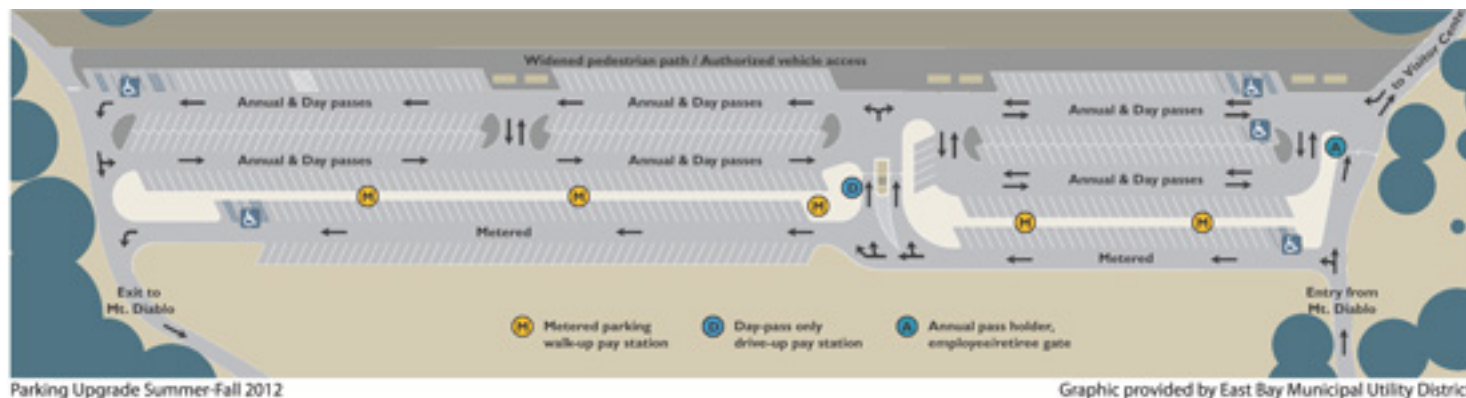 Widened pedestrian path / Authorized vehicle access
to Visitor Center
Annual & Day passes
Annual & Day passes
Annual & Day passes
Annual & Day passes
Annual & Day passes
Annual & Day passes
A
M
M
M
D
M
M
Metered
Metered
Exit to
Mt. Diablo
Entry from
Mt. Diablo
M Metered parking
walk-up pay station
D Day-pass only
drive-up pay station
A Annual pass holder,
employee/retiree gate
Parking Upgrade Summer-Fall 2012
Graphic provided by East Bay Municipal Utility Distric